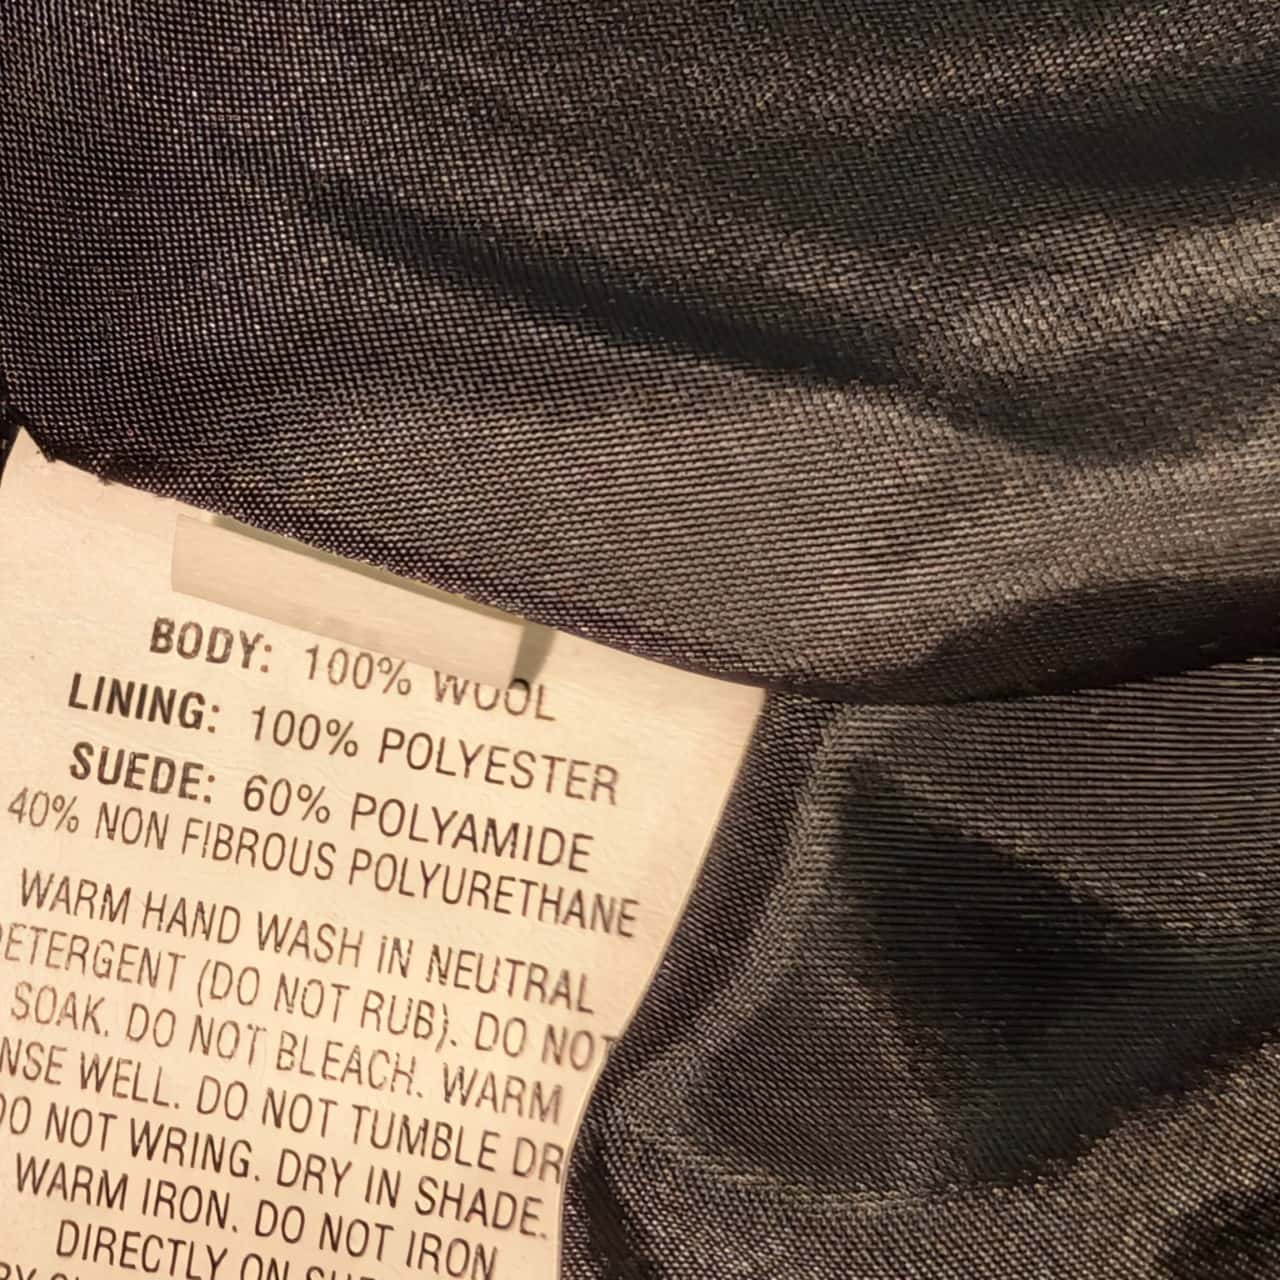 BODY: 100% WOOL
LINING: 100% POLYESTER
SUEDE: 60% POLYAMIDE
40% NON FIBROUS POLYURETHANE
WARM HAND WASH IN NEUTRAL
DETERGENT (DO NOT RUB). DO NOT
SOAK. DO NOT BLEACH. WARM
NSE WELL. DO NOT TUMBLE DR
DO NOT WRING. DRY IN SHADE.
WARM IRON. DO NOT IRON
DIRECTLY ON